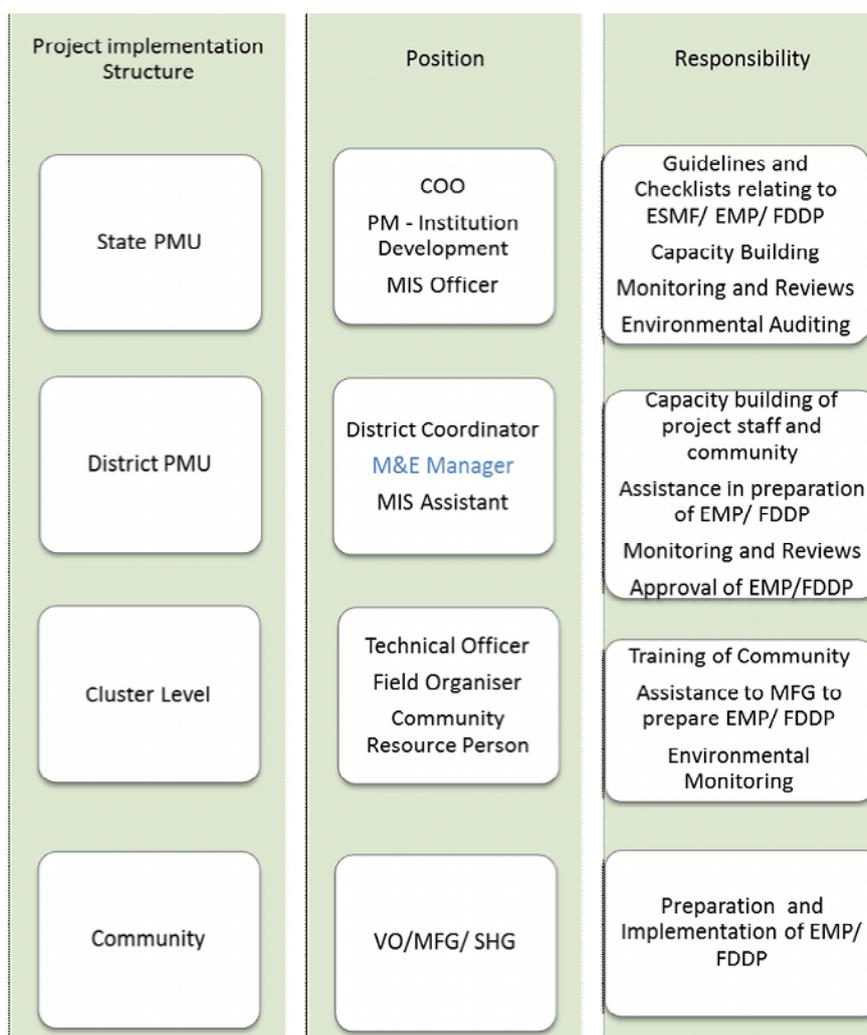 Project implementation
Structure
Position
Responsibility
State PMU
COO
PM - Institution
Development
MIS Officer
Guidelines and
Checklists relating to
ESMF/ EMP/ FDDP
Capacity Building
Monitoring and Reviews
Environmental Auditing
District PMU
District Coordinator
M&E Manager
MIS Assistant
Capacity building of
project staff and
community
Assistance in preparation
of EMP/ FDDP
Monitoring and Reviews
Approval of EMP/FDDP
Cluster Level
Technical Officer
Field Organiser
Community
Resource Person
Training of Community
Assistance to MFG to
prepare EMP/ FDDP
Environmental
Monitoring
Community
VO/MFG/ SHG
Preparation and
Implementation of EMP/
FDDP